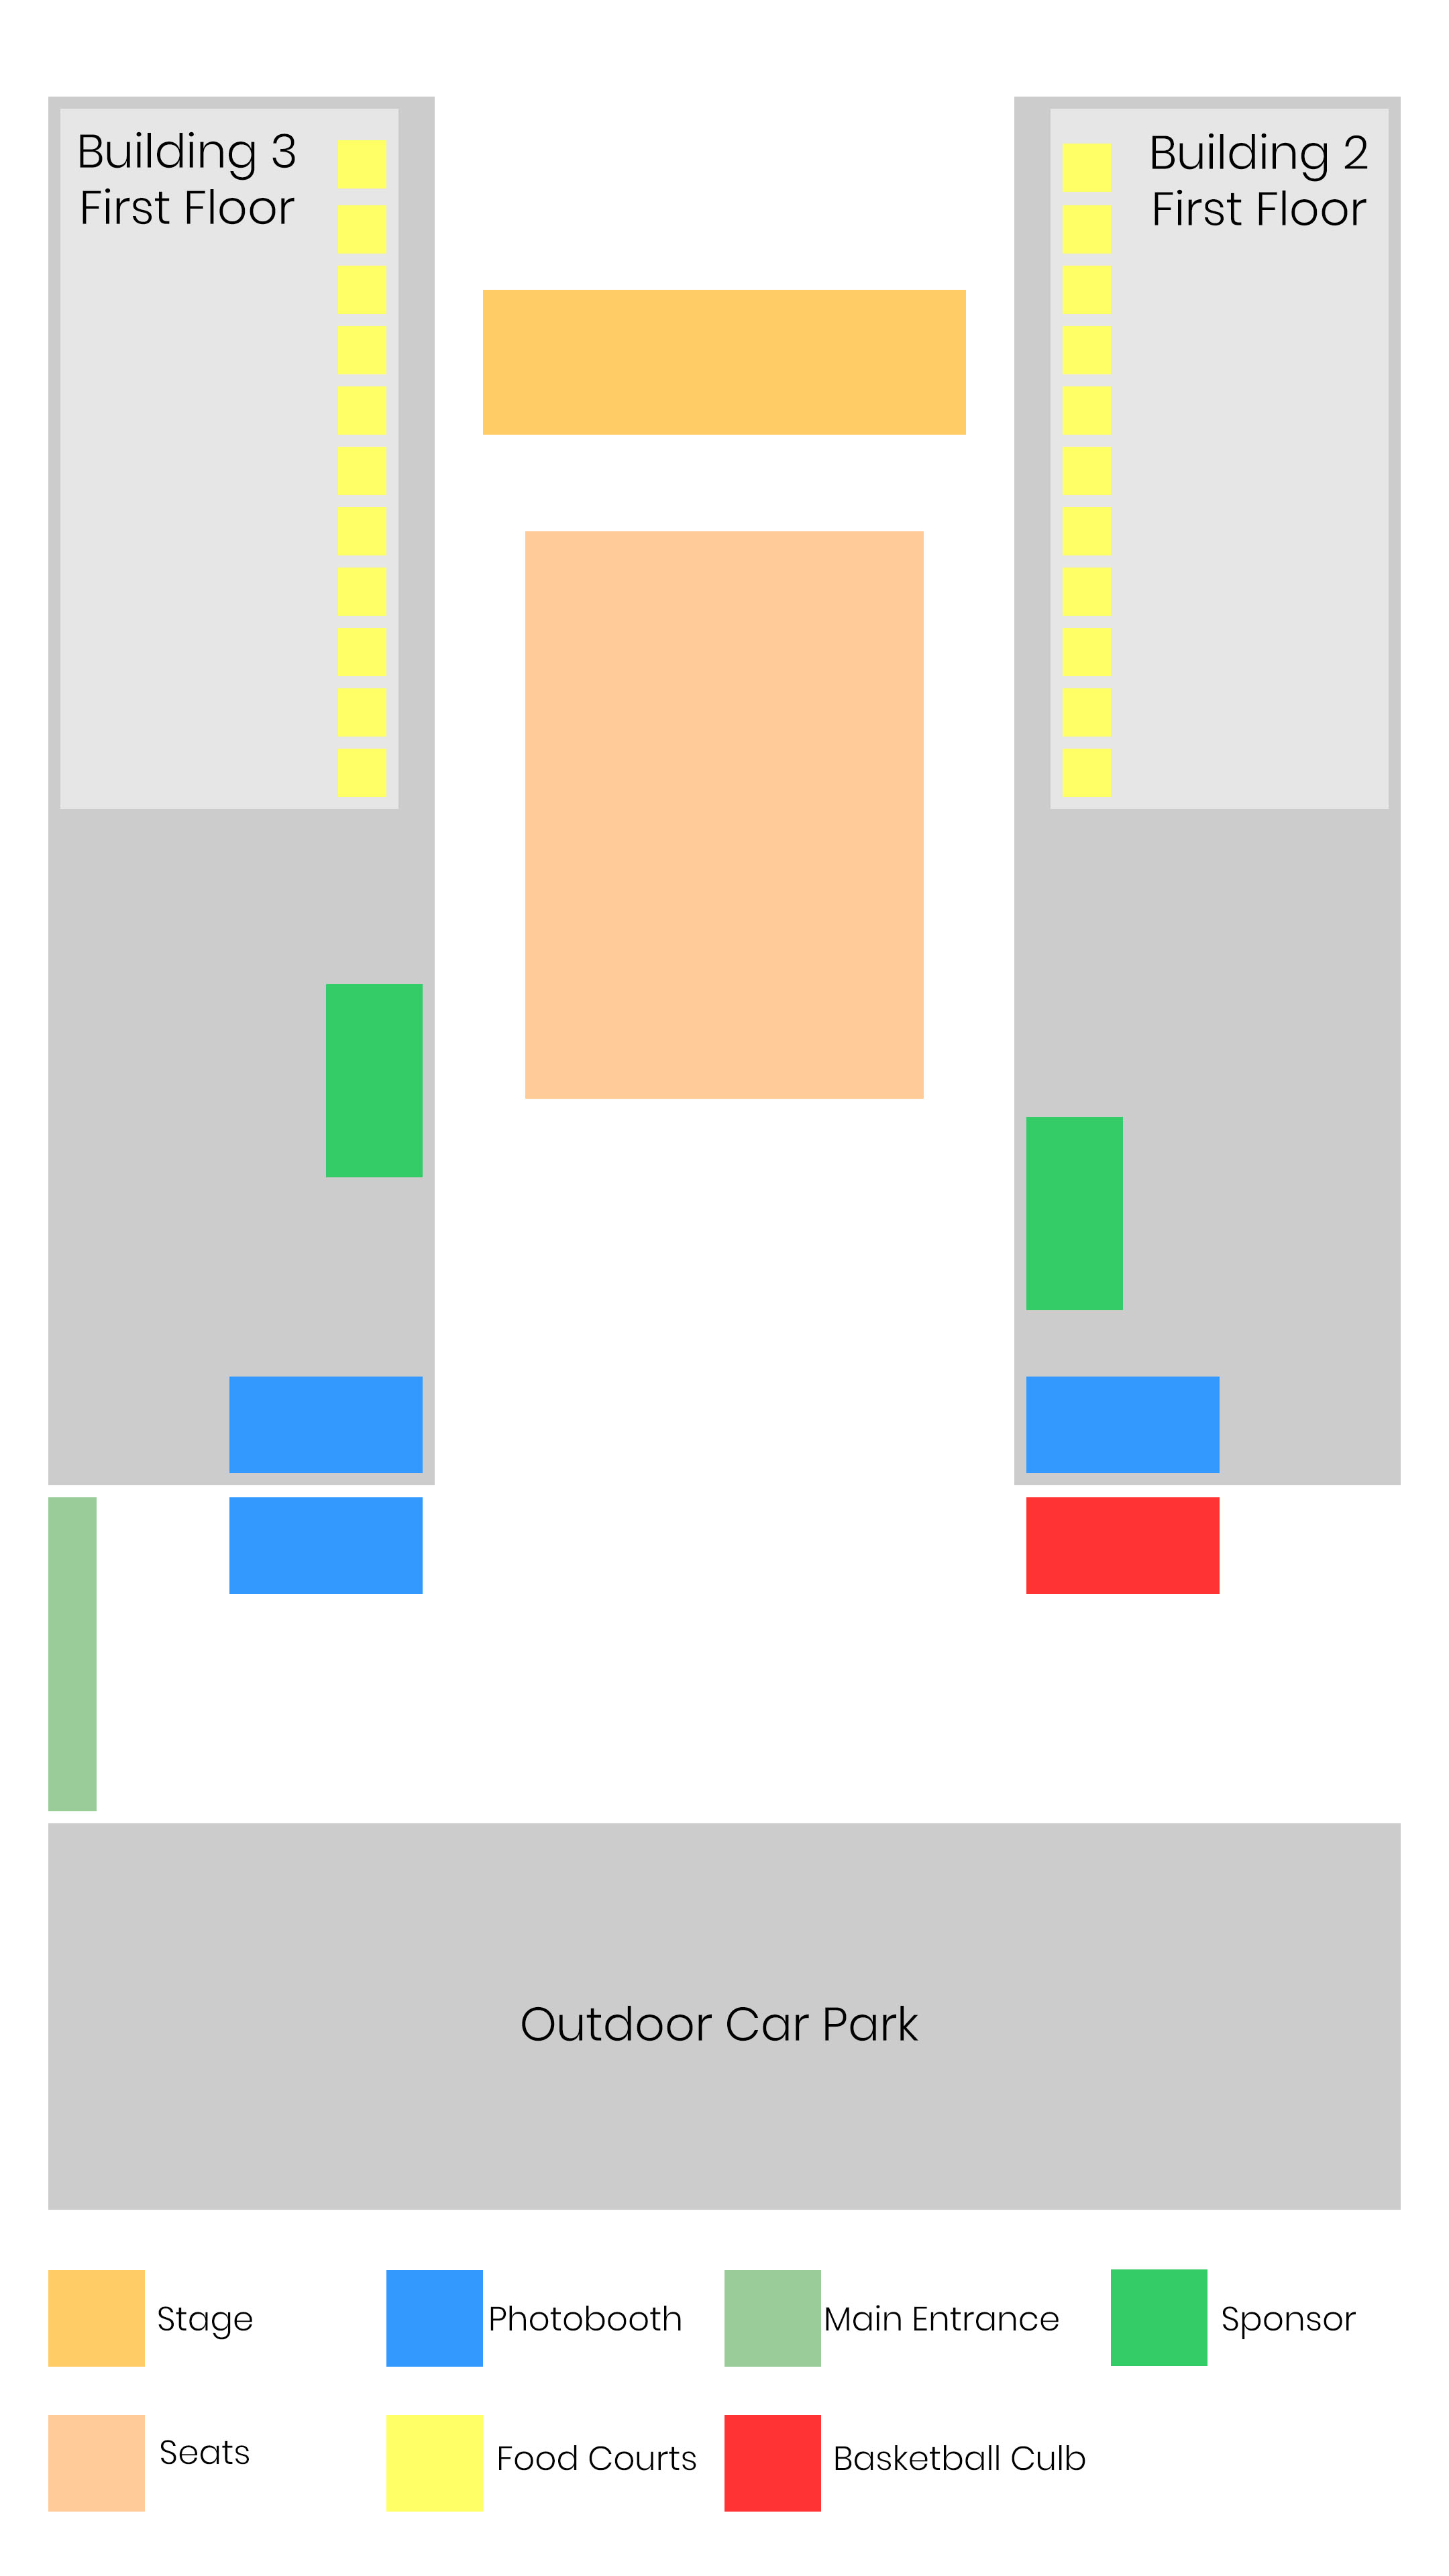 Building 3
First Floor
Building 2
First Floor
Outdoor Car Park
Stage
Photobooth
Main Entrance
Sponsor
Seats
Food Courts
Basketball Culb